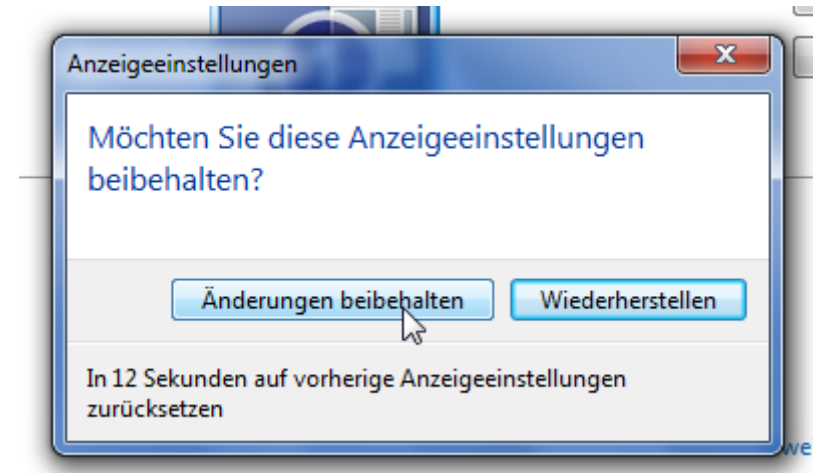 Anzeigeeinstellungen
Möchten Sie diese Anzeigeeinstellungen
beibehalten?
Änderungen beibehalten
Wiederherstellen
In 12 Sekunden auf vorherige Anzeigeeinstellungen
zurücksetzen